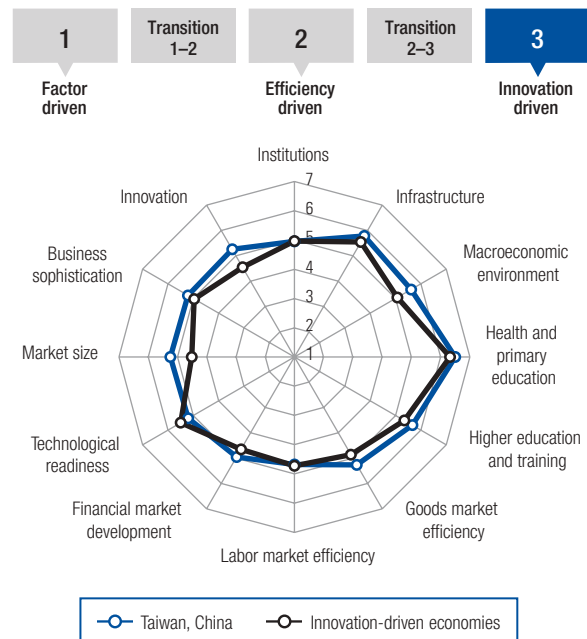 1
Transition
1–2
2
Transition
2–3
3
Factor
driven
Efficiency
driven
Innovation
driven
Institutions
7
Innovation
Infrastructure
6
5
Business
sophistication
Macroeconomic
environment
4
3
2
Market size
1
Health and
primary
education
Technological
readiness
Higher education
and training
Financial market
development
Goods market
efficiency
Labor market efficiency
Taiwan, China
Innovation-driven economies